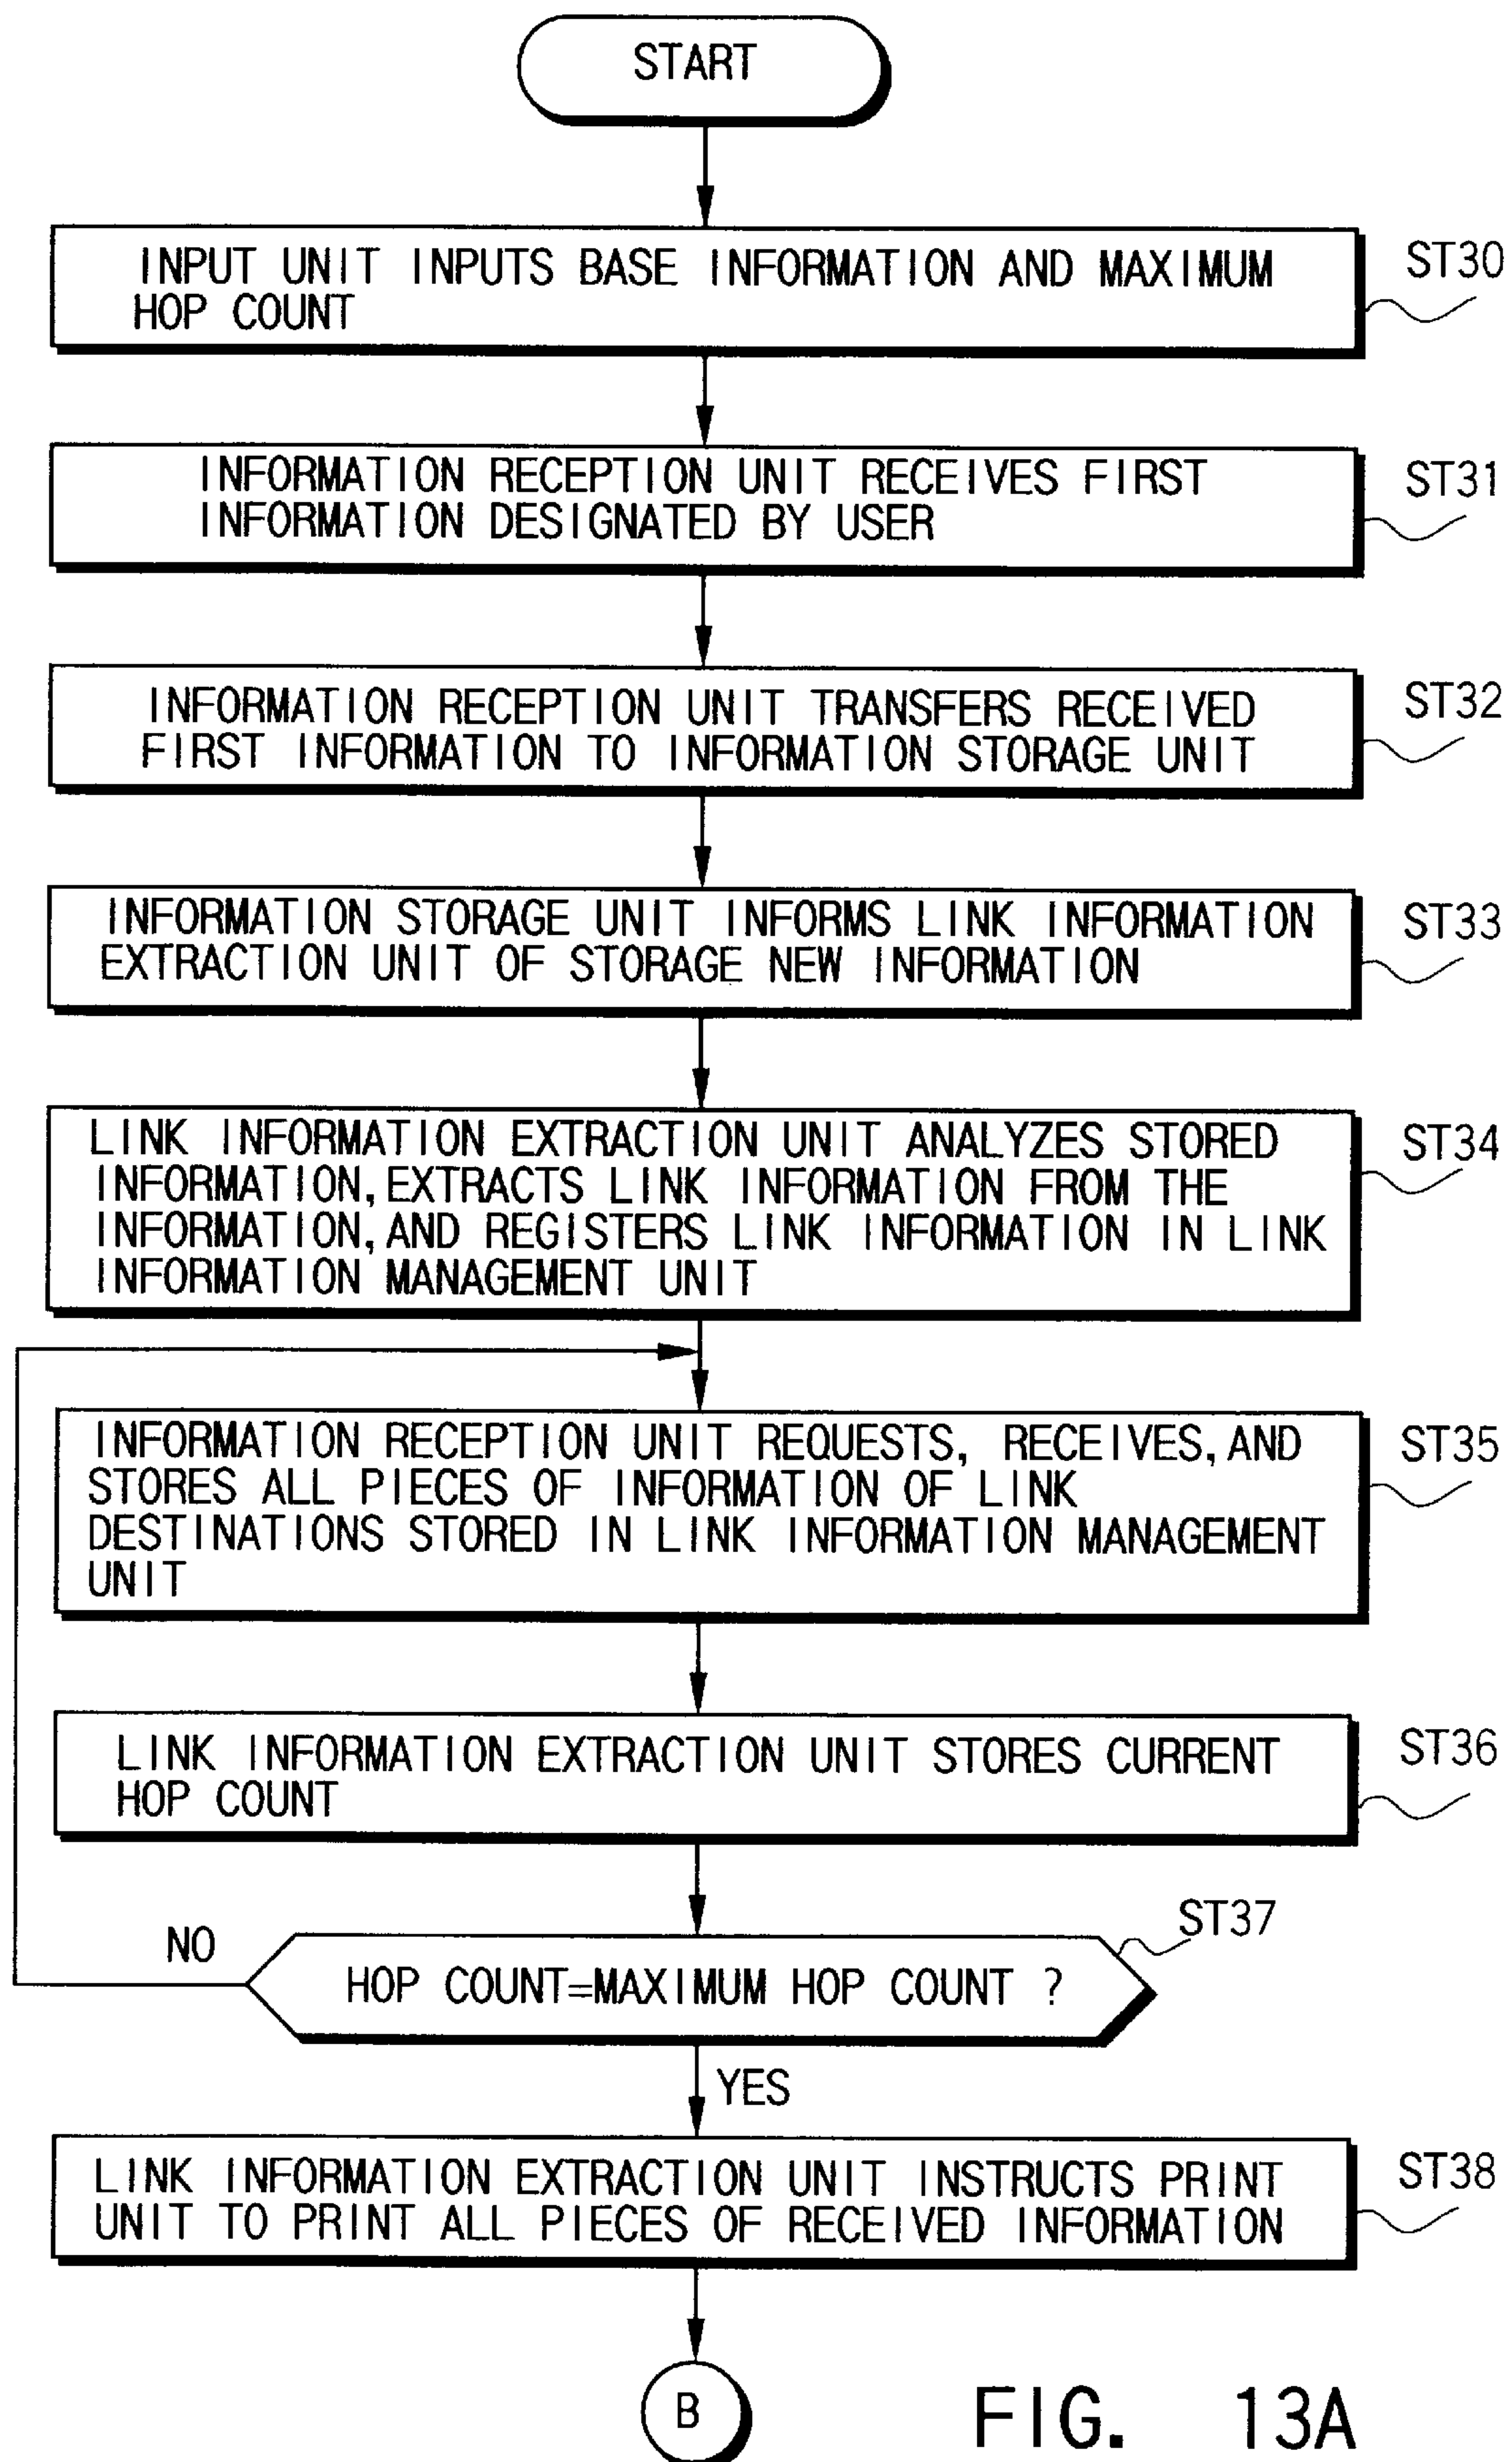 START
INPUT UNIT INPUTS BASE INFORMATION AND MAXIMUM
HOP COUNT
ST30
INFORMATION RECEPTION UNIT RECEIVES FIRST
INFORMATION DESIGNATED BY USER
ST31
INFORMATION RECEPTION UNIT TRANSFERS RECEIVED
FIRST INFORMATION TO INFORMATION STORAGE UNIT
ST32
INFORMATION STORAGE UNIT INFORMS LINK INFORMATION
EXTRACTION UNIT OF STORAGE NEW INFORMATION
ST33
LINK INFORMATION EXTRACTION UNIT ANALYZES STORED
INFORMATION, EXTRACTS LINK INFORMATION FROM THE
INFORMATION, AND REGISTERS LINK INFORMATION IN LINK
INFORMATION MANAGEMENT UNIT
ST34
INFORMATION RECEPTION UNIT REQUESTS, RECEIVES, AND
STORES ALL PIECES OF INFORMATION OF LINK
DESTINATIONS STORED IN LINK INFORMATION MANAGEMENT
UNIT
ST35
LINK INFORMATION EXTRACTION UNIT STORES CURRENT
HOP COUNT
ST36
NO
HOP COUNT=MAXIMUM HOP COUNT ?
ST37
YES
LINK INFORMATION EXTRACTION UNIT INSTRUCTS PRINT
UNIT TO PRINT ALL PIECES OF RECEIVED INFORMATION
ST38
B
FIG. 13A